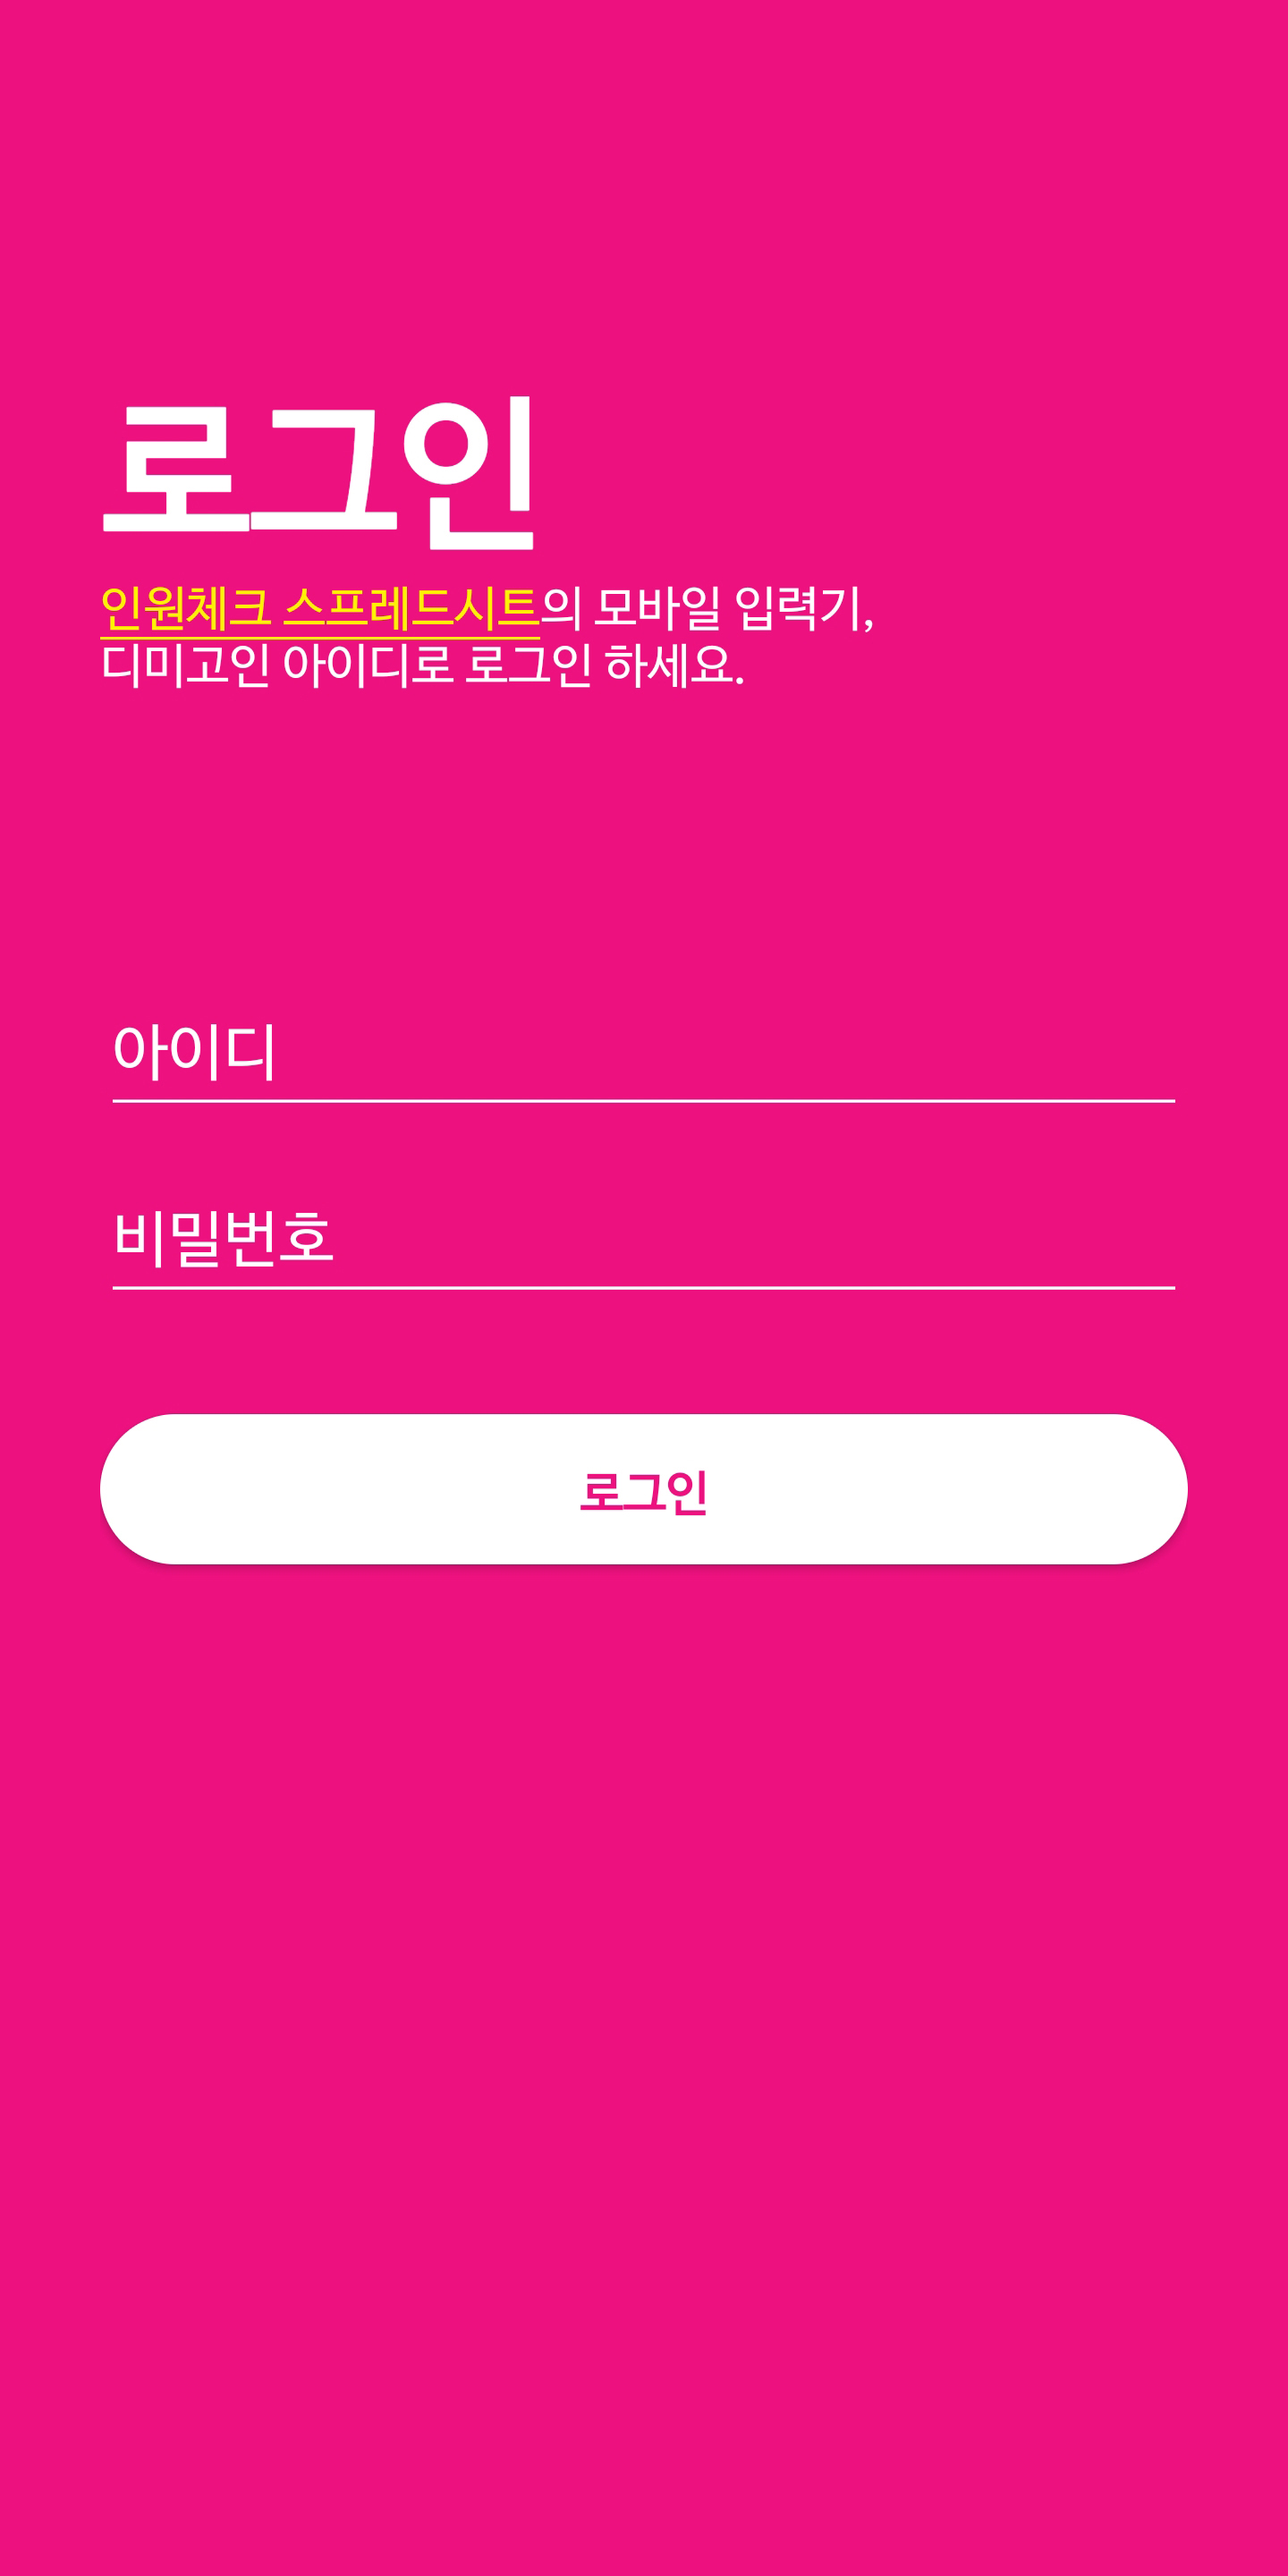 로그인
인원체크 스프레드시트의 모바일 입력기,
디미고인 아이디로 로그인 하세요.
아이디
비밀번호
로그인